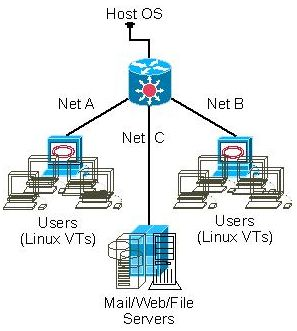 Host OS
Net A
Net B
Net C
Users
(Linux VTs)
Users
(Linux VTs)
Mail/Web/File
Servers